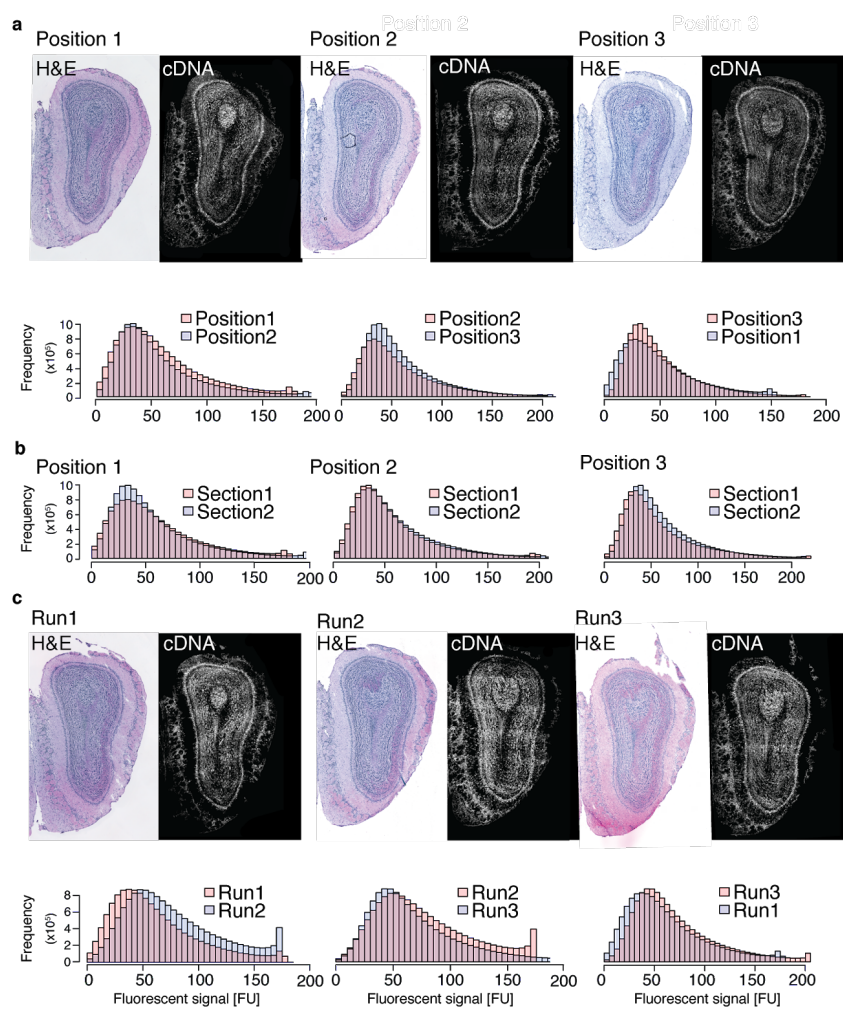 a
Position 2 Position 3
Position 1 Position 2 Position 3
H&E cDNA H&E cDNA H&E cDNA
Frequency
(x10⁵)
10
8
6
4
2
0
Position1
Position2
0 50 100 150 200
Position2
Position3
0 50 100 150 200
Position3
Position1
0 50 100 150 200
b
Position 1 Position 2 Position 3
Frequency
(x10⁵)
10
8
6
4
2
0
Section1
Section2
0 50 100 150 200
Section1
Section2
0 50 100 150 200
Section1
Section2
0 50 100 150 200
c
Run1 Run2 Run3
H&E cDNA H&E cDNA H&E cDNA
Frequency
(x10⁵)
8
6
4
2
0
Run1
Run2
0 50 100 150 200
Fluorescent signal [FU]
Run2
Run3
0 50 100 150 200
Fluorescent signal [FU]
Run3
Run1
0 50 100 150 200
Fluorescent signal [FU]